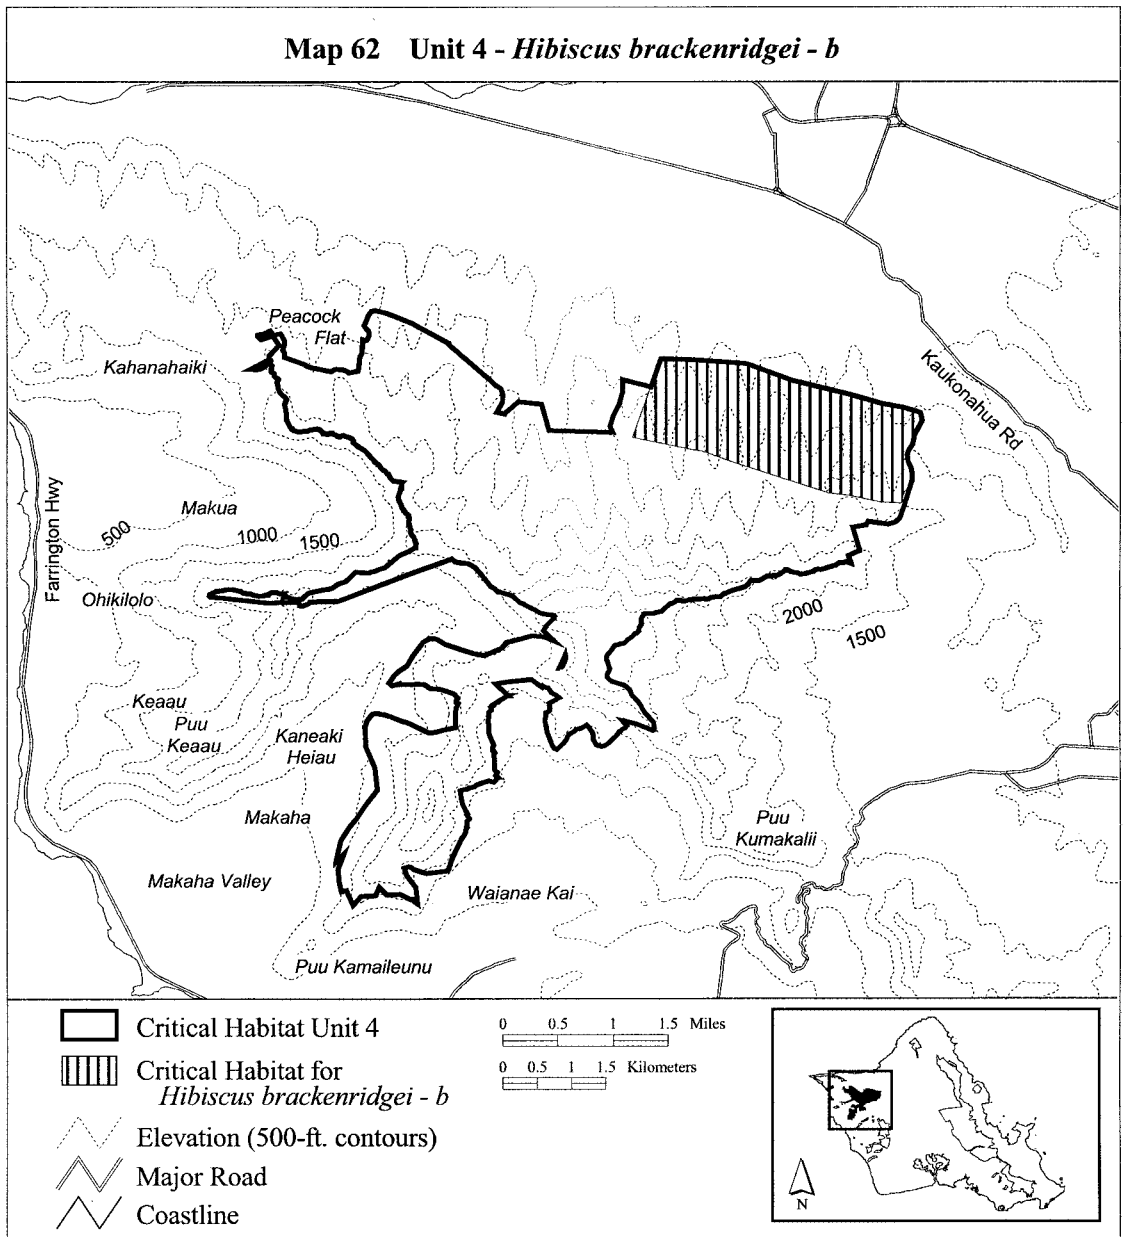 Map 62 Unit 4 - Hibiscus brackenridgei - b
Peacock
Flat
Kahanahaiki
Kaukonahua Rd
Farrington Hwy
Makua
500
1000
1500
Ohikilolo
2000
1500
Keaau
Puu
Keaau
Kaneaki
Heiau
Makaha
Puu
Kumakalii
Makaha Valley
Waianae Kai
Puu Kamaileunu
Critical Habitat Unit 4
Critical Habitat for
Hibiscus brackenridgei - b
Elevation (500-ft. contours)
Major Road
Coastline
0 0.5 1 1.5 Miles
0 0.5 1 1.5 Kilometers
N